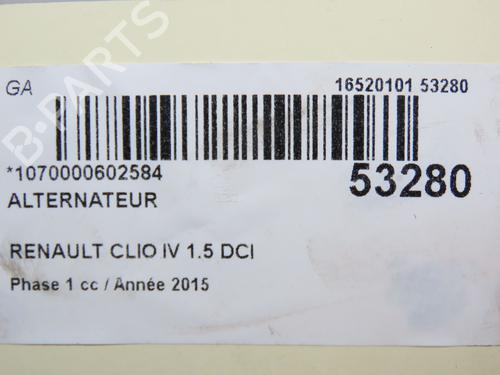 B-PARTS
GA
16520101 53280
*1070000602584
53280
ALTERNATEUR
RENAULT CLIO IV 1.5 DCI
Phase 1 cc / Année 2015